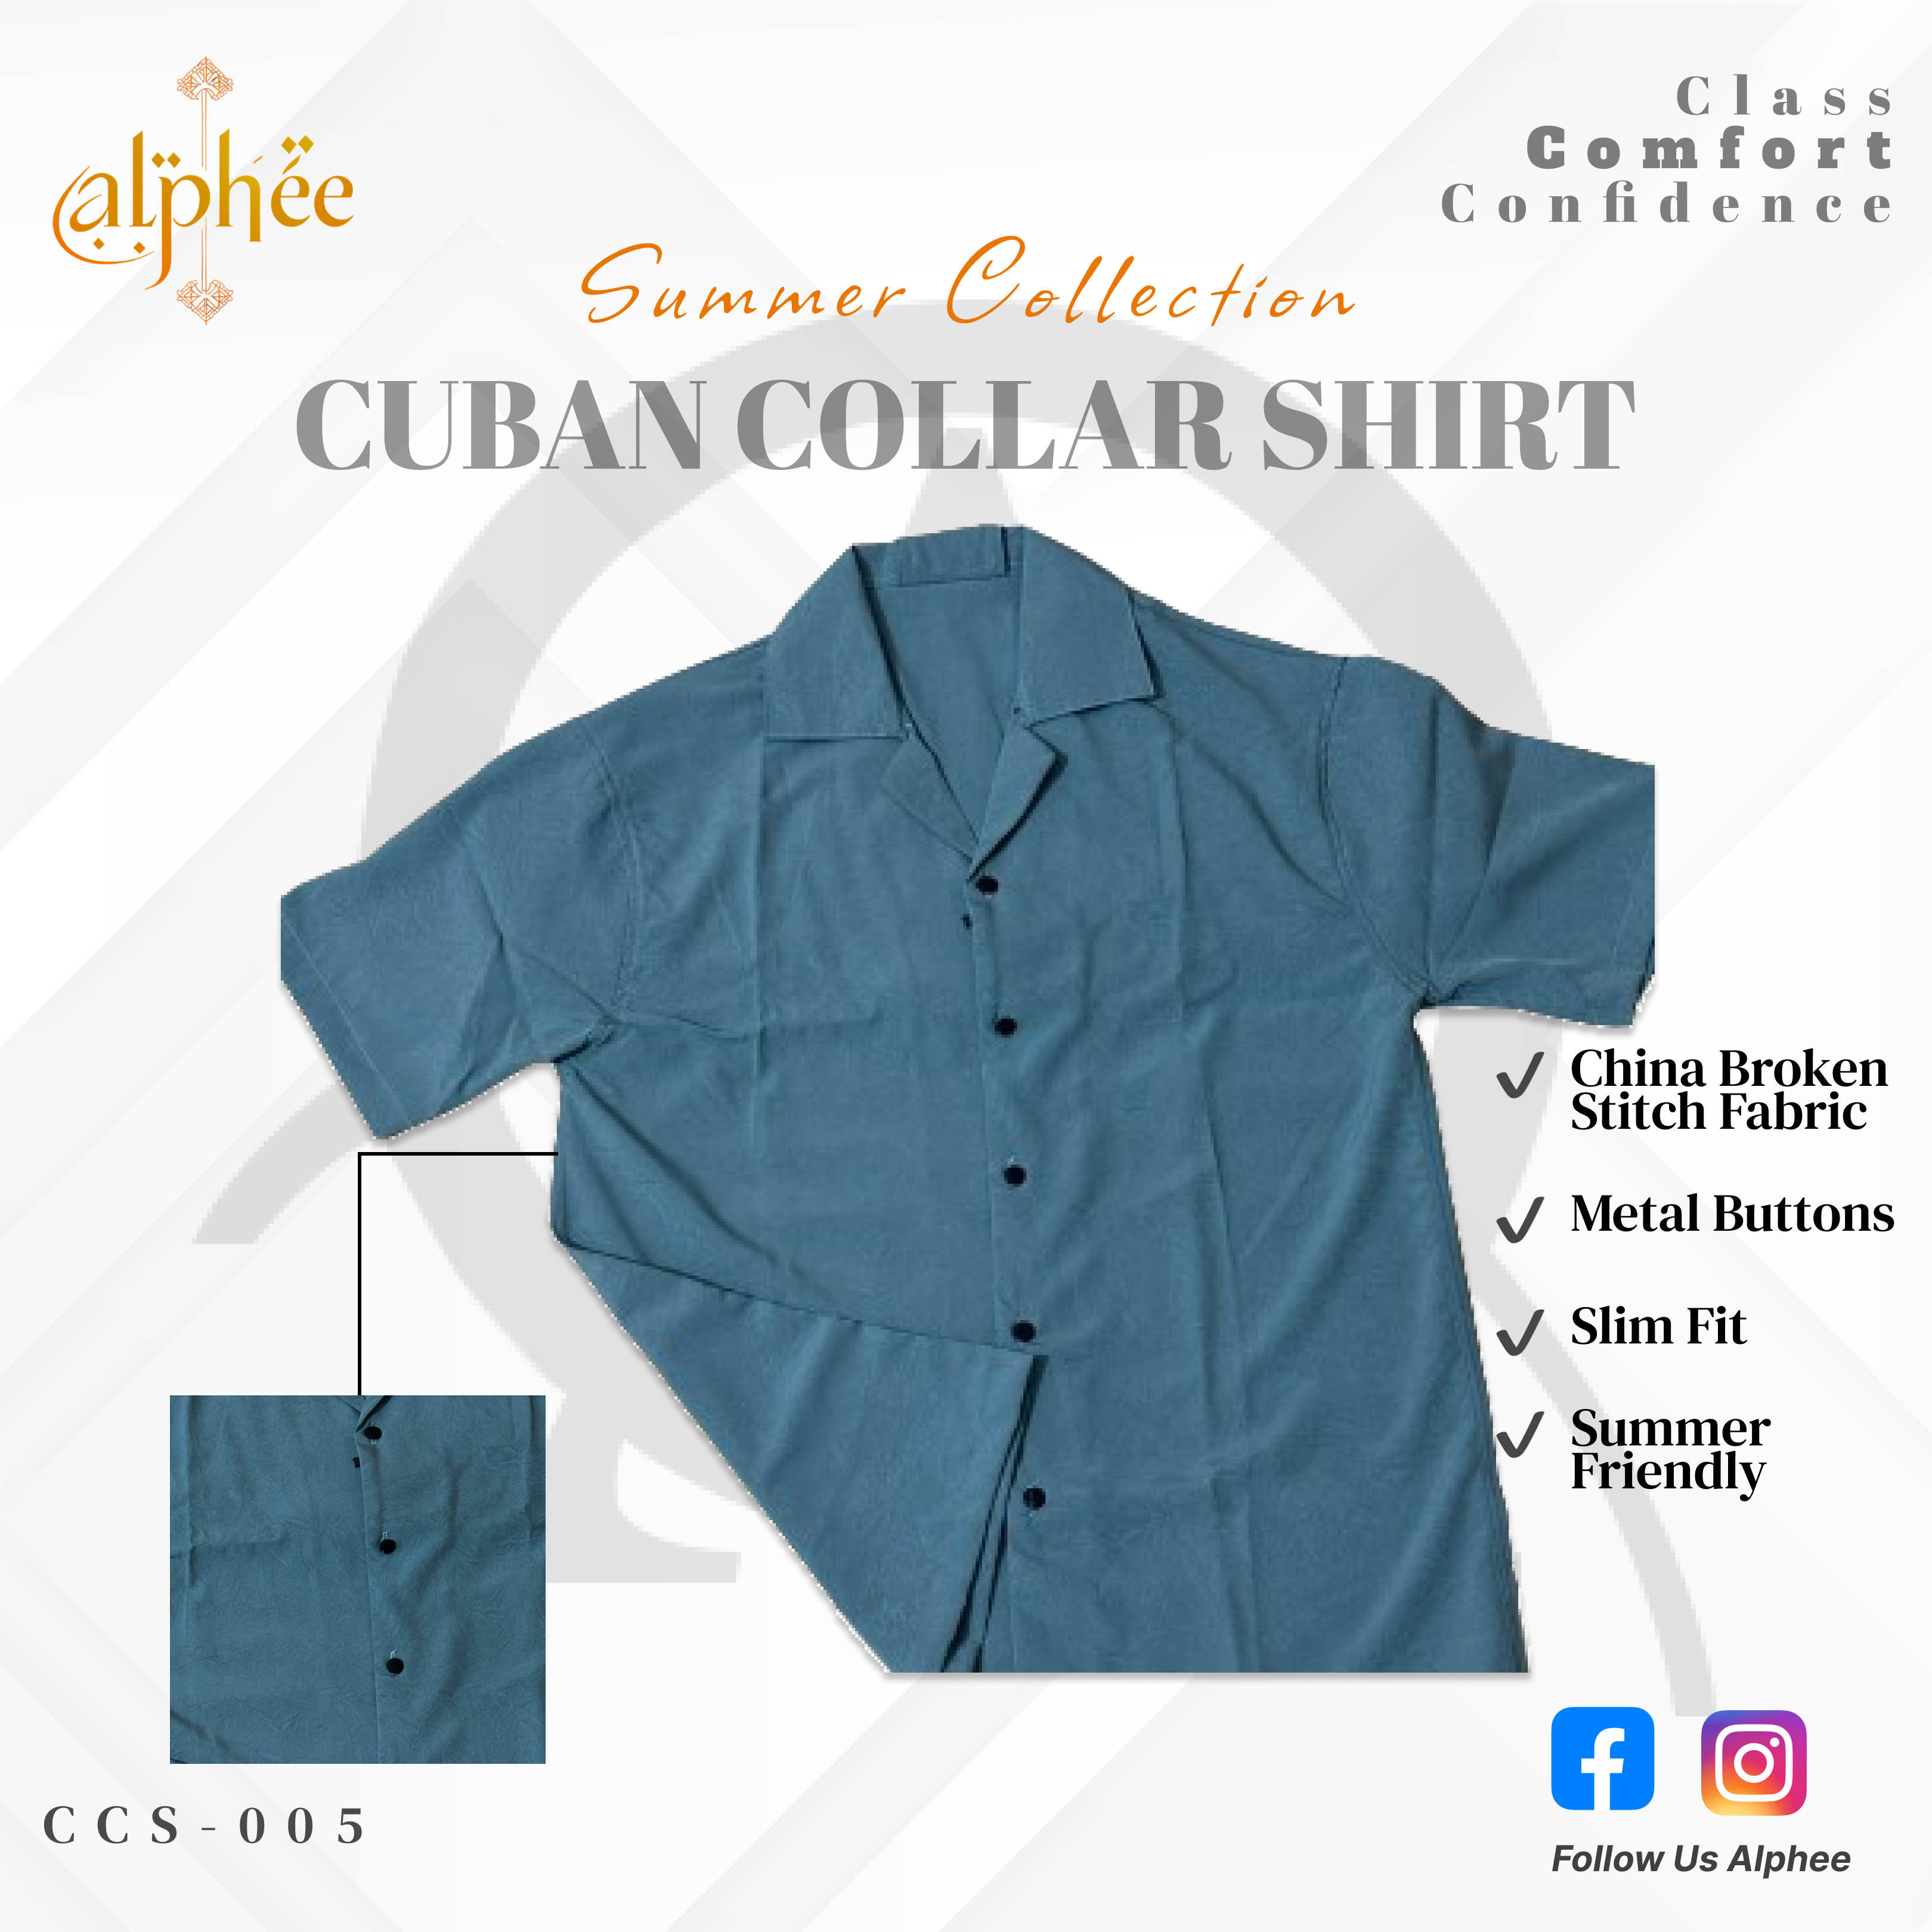 alphëe
Class
Comfort
Confidence
Summer Collection
CUBAN COLLAR SHIRT
China Broken
Stitch Fabric
Metal Buttons
Slim Fit
Summer
Friendly
CCS-005
Follow Us Alphee